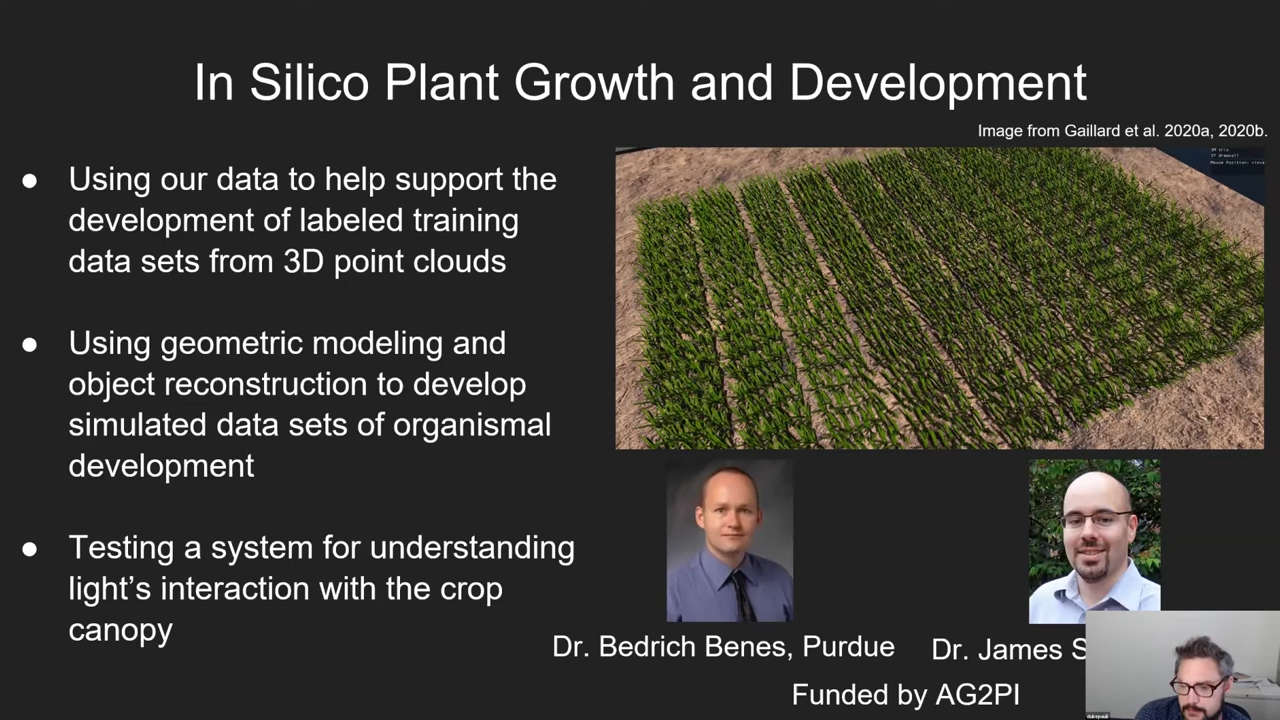 In Silico Plant Growth and Development
Image from Gaillard et al. 2020a, 2020b.
● Using our data to help support the
development of labeled training
data sets from 3D point clouds
● Using geometric modeling and
object reconstruction to develop
simulated data sets of organismal
development
● Testing a system for understanding
light’s interaction with the crop
canopy
Dr. Bedrich Benes, Purdue
Dr. James S
Funded by AG2PI